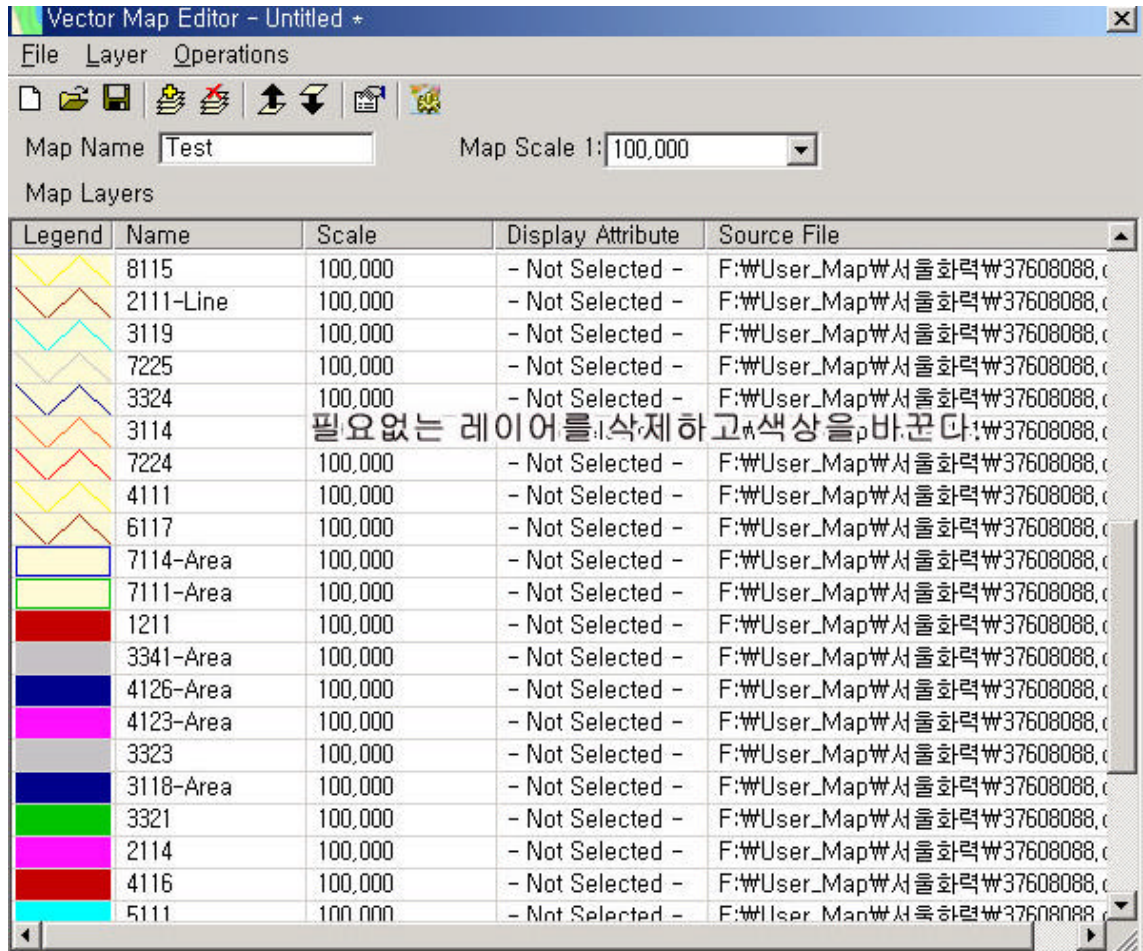 Vector Map Editor - Untitled *
File Layer Operations
Map Name Test Map Scale 1: 100,000
Map Layers
Legend Name Scale Display Attribute Source File
8115 100,000 - Not Selected - F:₩User_Map₩서울화력₩37608088.
2111-Line 100,000 - Not Selected - F:₩User_Map₩서울화력₩37608088.
3119 100,000 - Not Selected - F:₩User_Map₩서울화력₩37608088.
7225 100,000 - Not Selected - F:₩User_Map₩서울화력₩37608088.
3324 100,000 - Not Selected - F:₩User_Map₩서울화력₩37608088.
필요없는 레이어를 삭제하고 색상을 바꾼다.
3114 ₩서울화력₩37608088.
7224 100,000 - Not Selected - F:₩User_Map₩서울화력₩37608088.
4111 100,000 - Not Selected - F:₩User_Map₩서울화력₩37608088.
6117 100,000 - Not Selected - F:₩User_Map₩서울화력₩37608088.
7114-Area 100,000 - Not Selected - F:₩User_Map₩서울화력₩37608088.
7111-Area 100,000 - Not Selected - F:₩User_Map₩서울화력₩37608088.
1211 100,000 - Not Selected - F:₩User_Map₩서울화력₩37608088.
3341-Area 100,000 - Not Selected - F:₩User_Map₩서울화력₩37608088.
4126-Area 100,000 - Not Selected - F:₩User_Map₩서울화력₩37608088.
4123-Area 100,000 - Not Selected - F:₩User_Map₩서울화력₩37608088.
3323 100,000 - Not Selected - F:₩User_Map₩서울화력₩37608088.
3118-Area 100,000 - Not Selected - F:₩User_Map₩서울화력₩37608088.
3321 100,000 - Not Selected - F:₩User_Map₩서울화력₩37608088.
2114 100,000 - Not Selected - F:₩User_Map₩서울화력₩37608088.
4116 100,000 - Not Selected - F:₩User_Map₩서울화력₩37608088.
5111 100,000 - Not Selected - F:₩User_Map₩서울화력₩37608088.